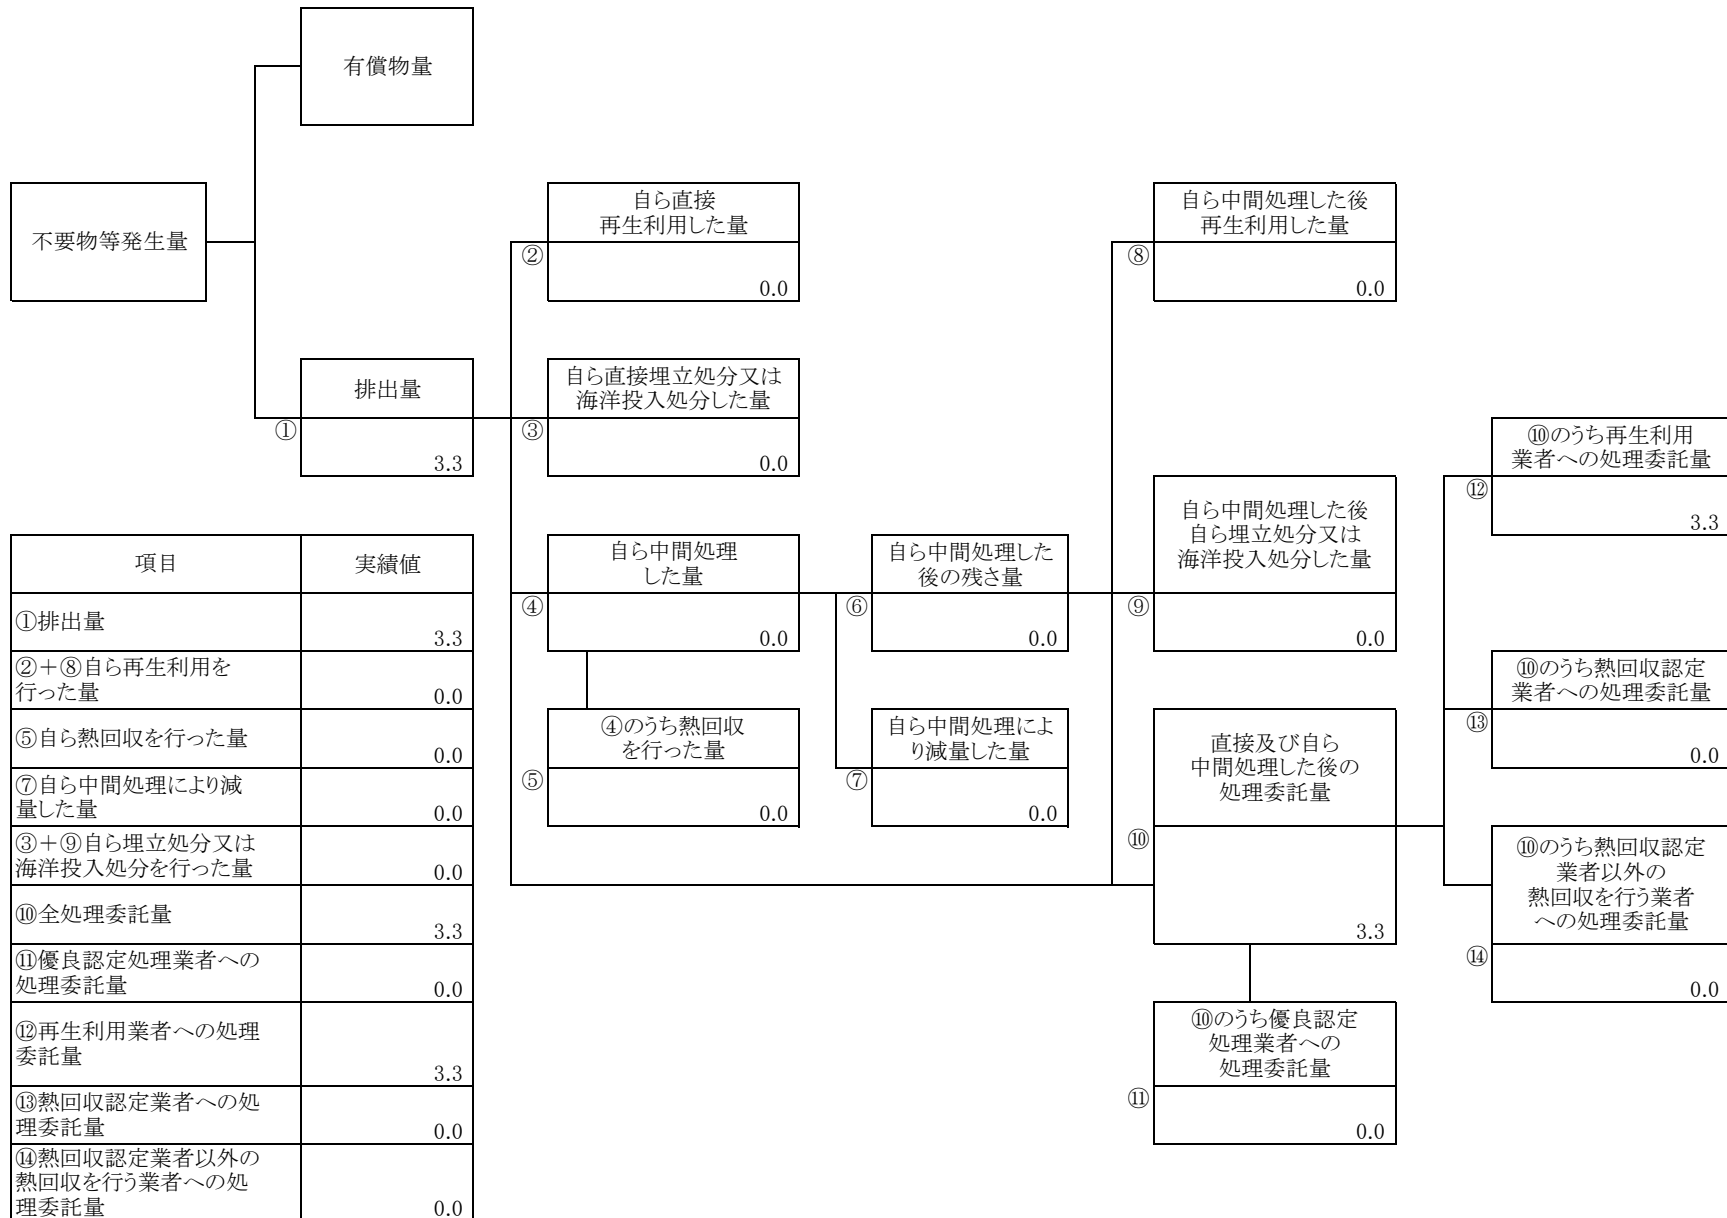 有償物量
不要物等発生量
自ら直接
再生利用した量
②
0.0
自ら中間処理した後
再生利用した量
⑧
0.0
排出量
①
3.3
自ら直接埋立処分又は
海洋投入処分した量
③
0.0
⑩のうち再生利用
業者への処理委託量
⑫
3.3
自ら中間処理
した量
④
0.0
自ら中間処理した
後の残さ量
⑥
0.0
自ら中間処理した後
自ら埋立処分又は
海洋投入処分した量
⑨
0.0
⑩のうち熱回収認定
業者への処理委託量
⑬
0.0
④のうち熱回収
を行った量
⑤
0.0
自ら中間処理によ
り減量した量
⑦
0.0
直接及び自ら
中間処理した後の
処理委託量
⑩
3.3
⑩のうち熱回収認定
業者以外の
熱回収を行う業者
への処理委託量
⑭
0.0
⑩のうち優良認定
処理業者への
処理委託量
⑪
0.0
項目 実績値
①排出量
3.3
②+⑧自ら再生利用を
行った量
0.0
⑤自ら熱回収を行った量
0.0
⑦自ら中間処理により減
量した量
0.0
③+⑨自ら埋立処分又は
海洋投入処分を行った量
0.0
⑩全処理委託量
3.3
⑪優良認定処理業者への
処理委託量
0.0
⑫再生利用業者への処理
委託量
3.3
⑬熱回収認定業者への処
理委託量
0.0
⑭熱回収認定業者以外の
熱回収を行う業者への処
理委託量
0.0